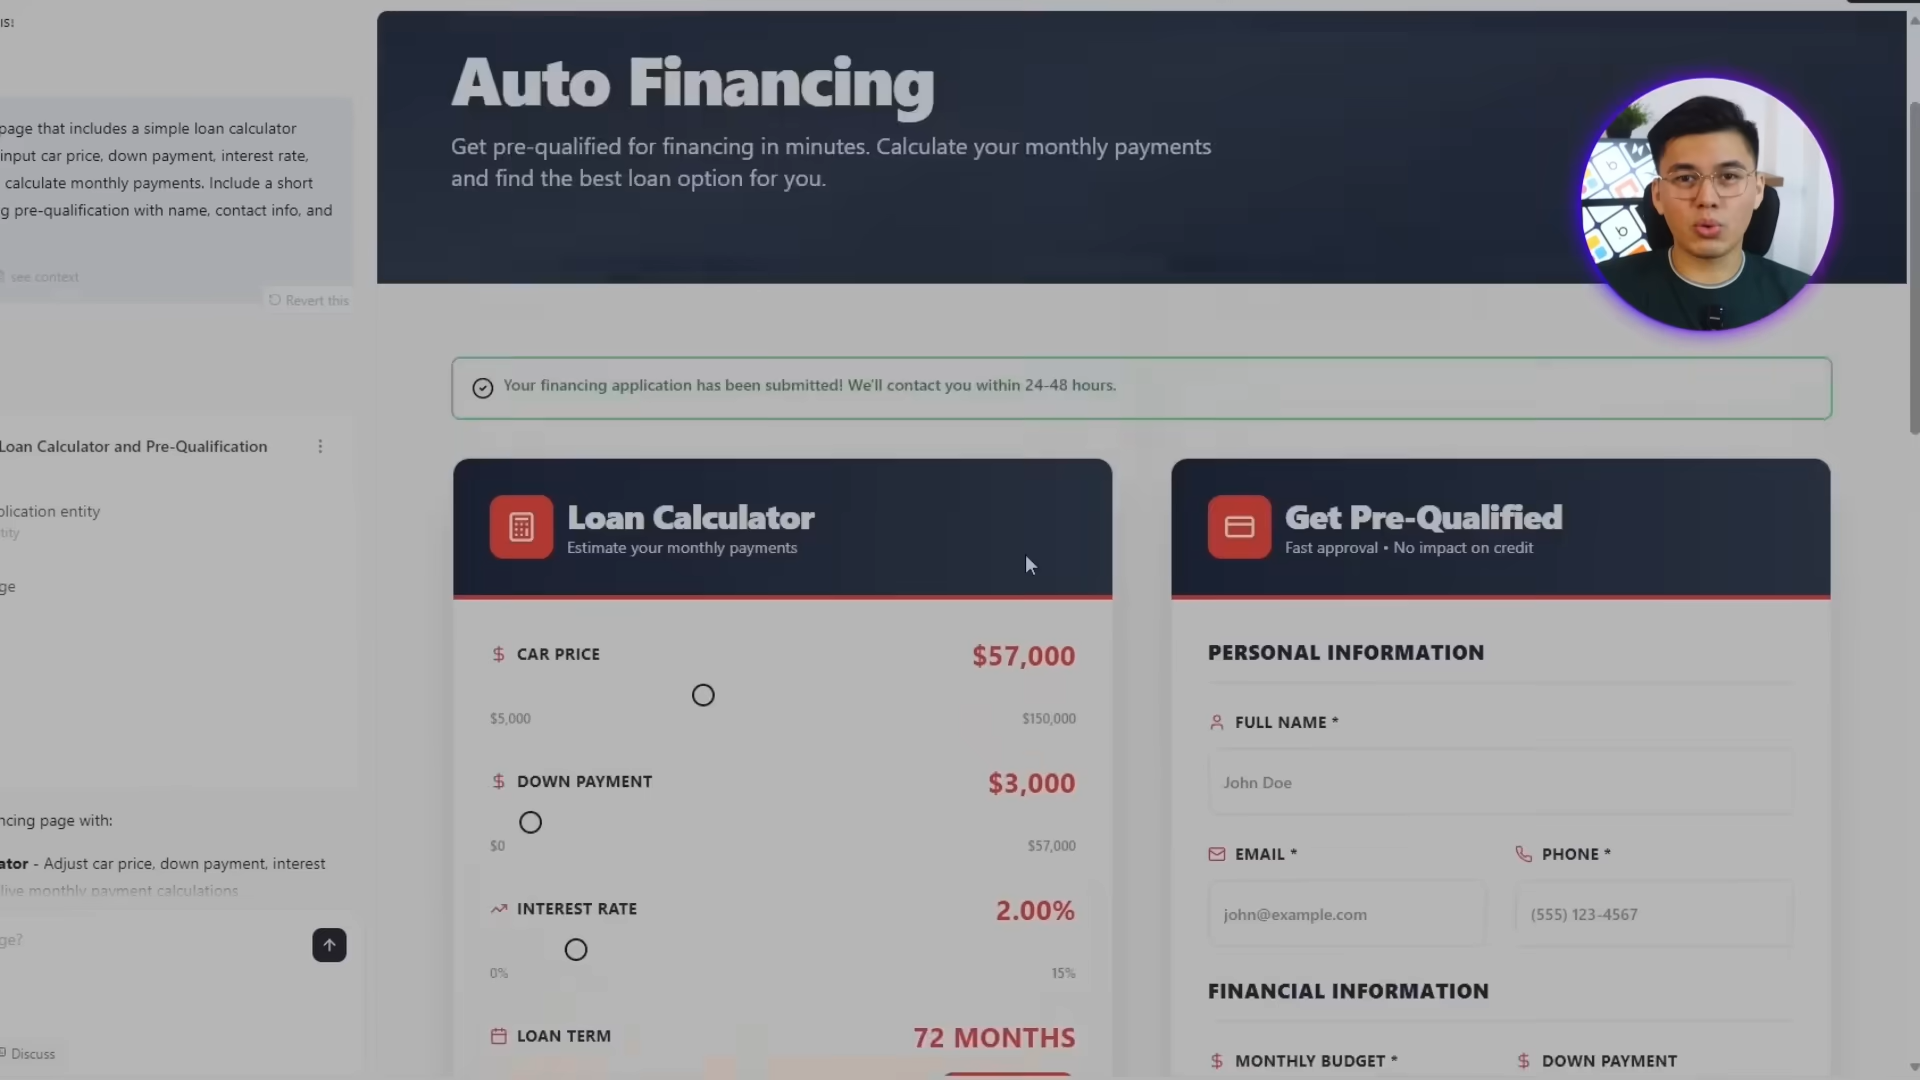 page that includes a simple loan calculator
input car price, down payment, interest rate,
calculate monthly payments. Include a short
pre-qualification with name, contact info, and
see context
Revert this
Loan Calculator and Pre-Qualification
entity
ncing page with:
- Adjust car price, down payment, interest
live monthly payment calculations
Discuss
Auto Financing
Get pre-qualified for financing in minutes. Calculate your monthly payments
and find the best loan option for you.
Your financing application has been submitted! We'll contact you within 24-48 hours.
Loan Calculator
Estimate your monthly payments
CAR PRICE
$57,000
$5,000
$150,000
DOWN PAYMENT
$3,000
$0
$57,000
INTEREST RATE
2.00%
0%
15%
LOAN TERM
72 MONTHS
Get Pre-Qualified
Fast approval • No impact on credit
PERSONAL INFORMATION
FULL NAME *
John Doe
EMAIL *
PHONE *
john@example.com
(555) 123-4567
FINANCIAL INFORMATION
MONTHLY BUDGET *
DOWN PAYMENT